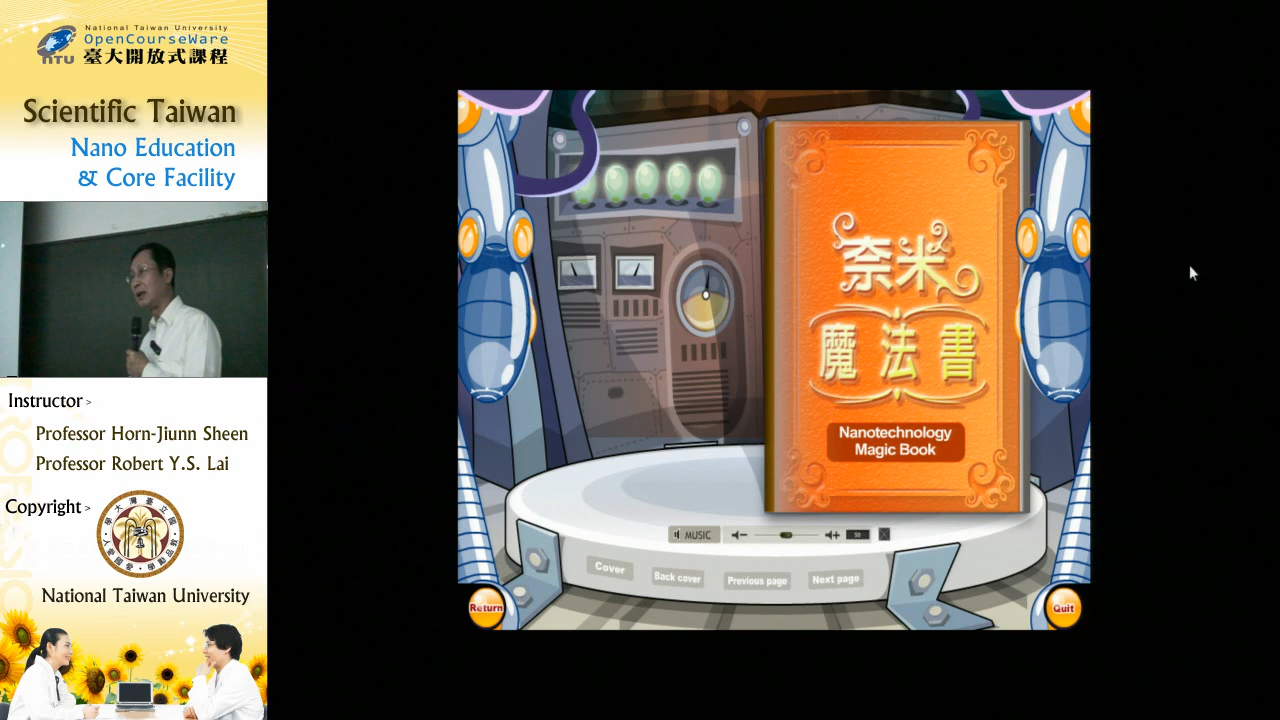 National Taiwan University
OpenCourseWare
NTU
臺大開放式課程
Scientific Taiwan
Nano Education
& Core Facility
Instructor >
Professor Horn-Jiunn Sheen
Professor Robert Y.S. Lai
Copyright >
National Taiwan University
奈米
魔法書
Nanotechnology
Magic Book
MUSIC
Cover
Back cover
Previous page
Next page
Return
Quit